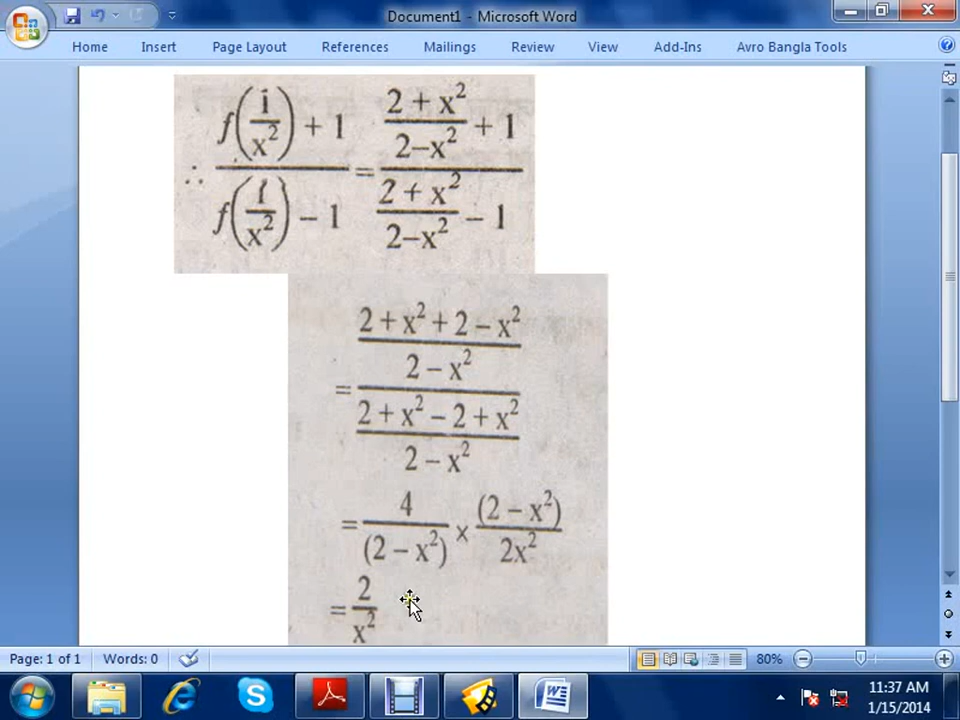 Document1 - Microsoft Word
Home Insert Page Layout References Mailings Review View Add-Ins Avro Bangla Tools
∴ (f(1/x²) + 1)/(f(1/x²) − 1) = ((2 + x²)/(2−x²) + 1)/((2 + x²)/(2−x²) − 1)
= ((2 + x² + 2 − x²)/(2 − x²))/((2 + x² − 2 + x²)/(2 − x²))
= 4/(2 − x²) × (2 − x²)/2x²
= 2/x²
Page: 1 of 1 Words: 0 80%
11:37 AM
1/15/2014